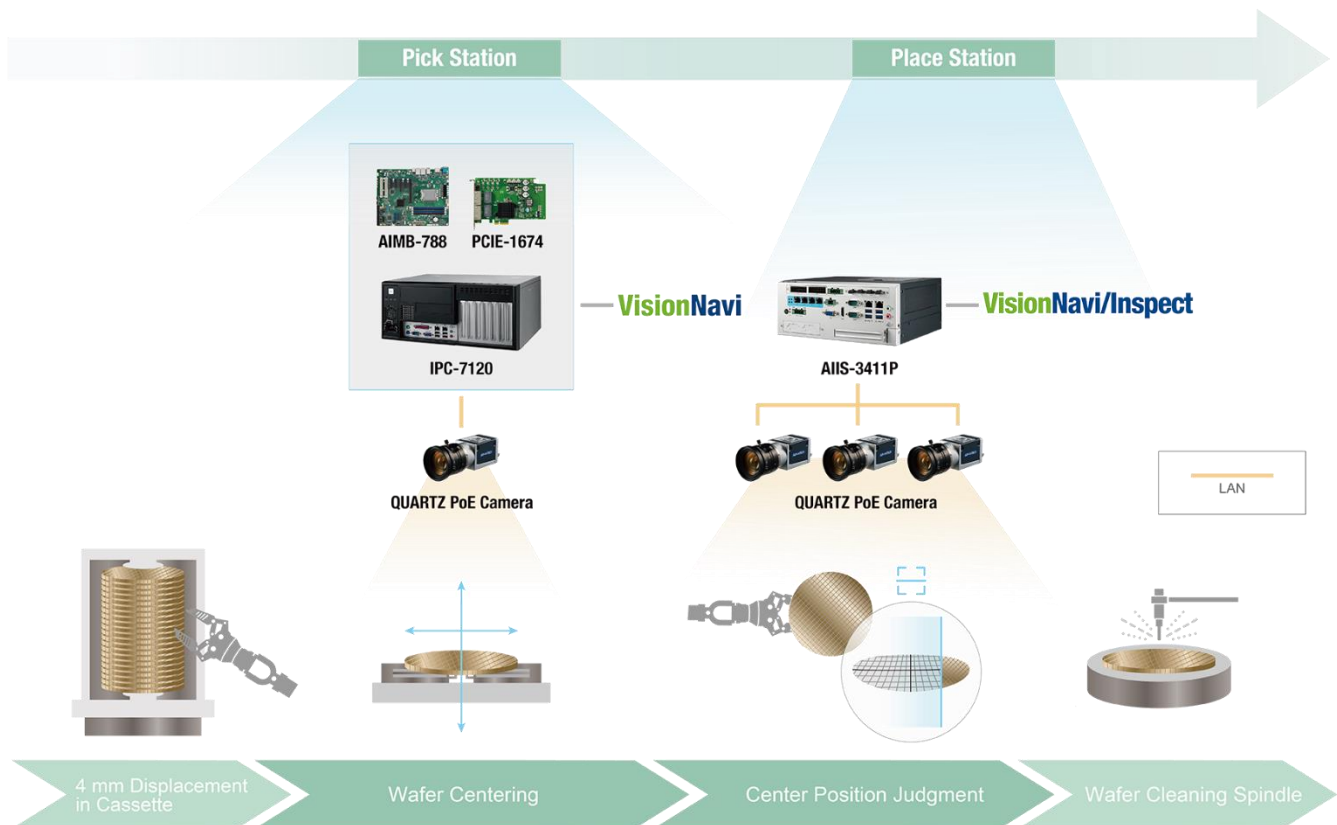 Pick Station
Place Station
AIMB-788
PCIE-1674
VisionNavi
VisionNavi/Inspect
IPC-7120
AIIS-3411P
QUARTZ PoE Camera
QUARTZ PoE Camera
LAN
4 mm Displacement
in Cassette
Wafer Centering
Center Position Judgment
Wafer Cleaning Spindle